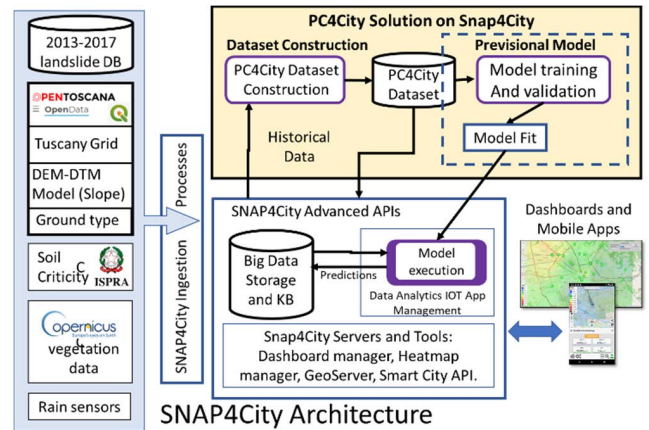 2013-2017
landslide DB
OPENTOSCANA
OpenData
Tuscany Grid
DEM-DTM
Model (Slope)
Ground type
Soil
Criticity
C
ISPRA
Copernicus
Europe's eyes on Earth
vegetation
data
Rain sensors
SNAP4City Ingestion Processes
PC4City Solution on Snap4City
Dataset Construction
PC4City Dataset
Construction
PC4City
Dataset
Previsional Model
Model training
And validation
Model Fit
Historical
Data
SNAP4City Advanced APIs
Big Data
Storage
and KB
Predictions
Model
execution
Data Analytics IOT App
Management
Snap4City Servers and Tools:
Dashboard manager, Heatmap
manager, GeoServer, Smart City API.
Dashboards and
Mobile Apps
SNAP4City Architecture